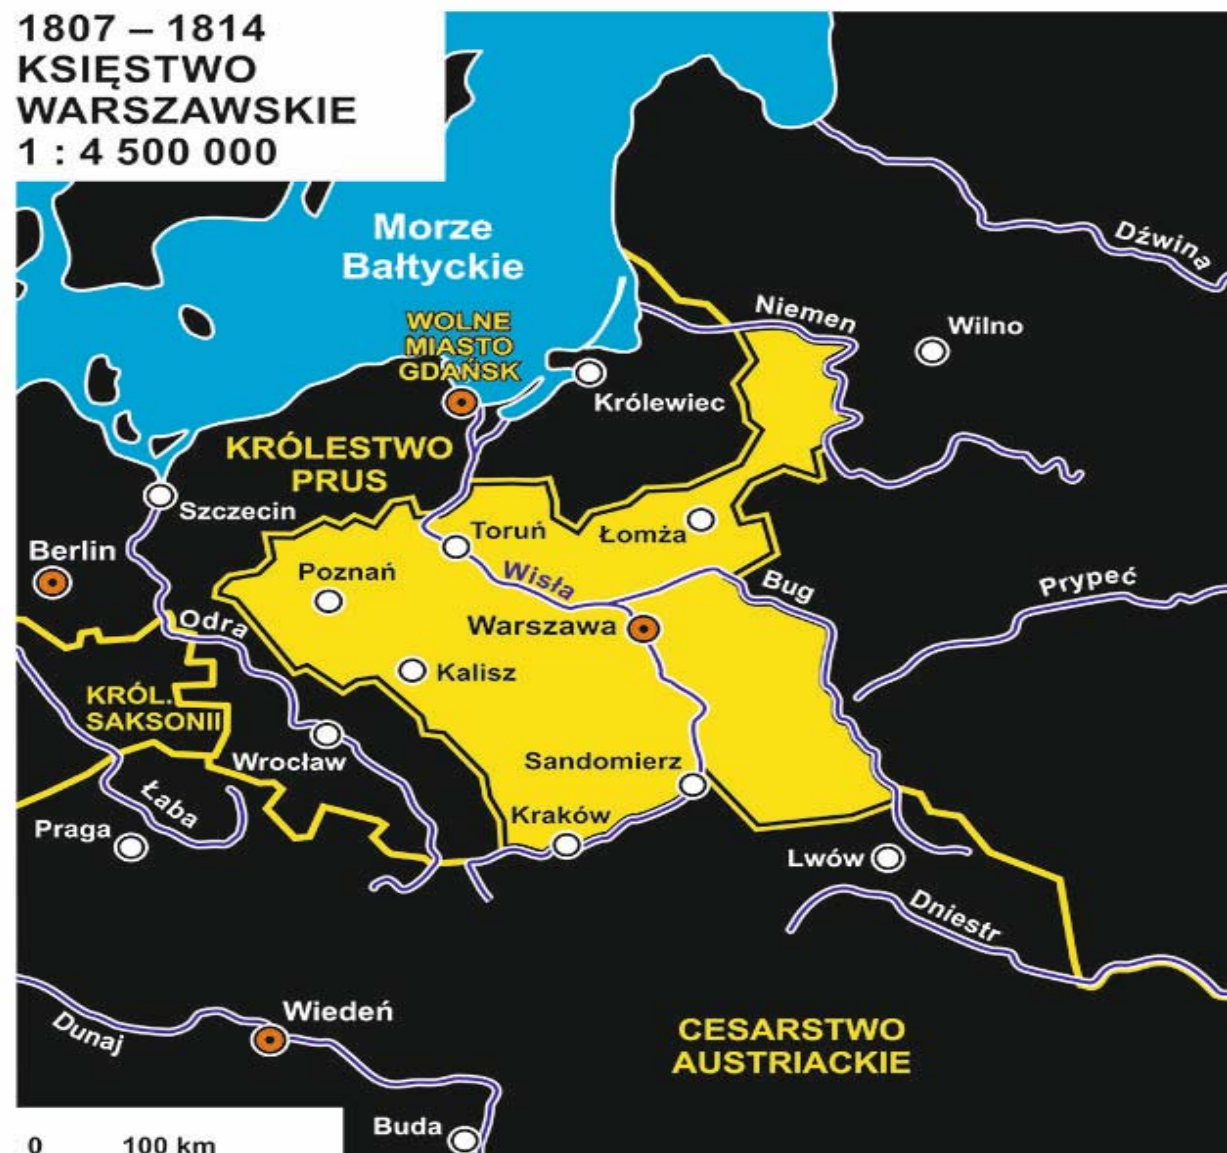 1807 – 1814
KSIĘSTWO
WARSZAWSKIE
1 : 4 500 000
Morze
Bałtyckie
Dźwina
WOLNE
MIASTO
GDAŃSK
Niemen
Wilno
Królewiec
KRÓLESTWO
PRUS
Szczecin
Toruń
Łomża
Berlin
Poznań
Wisła
Bug
Prypeć
Odra
Warszawa
Kalisz
KRÓL.
SAKSONII
Wrocław
Sandomierz
Łaba
Praga
Kraków
Lwów
Dniestr
Wiedeń
Dunaj
CESARSTWO
AUSTRIACKIE
Buda
0 100 km